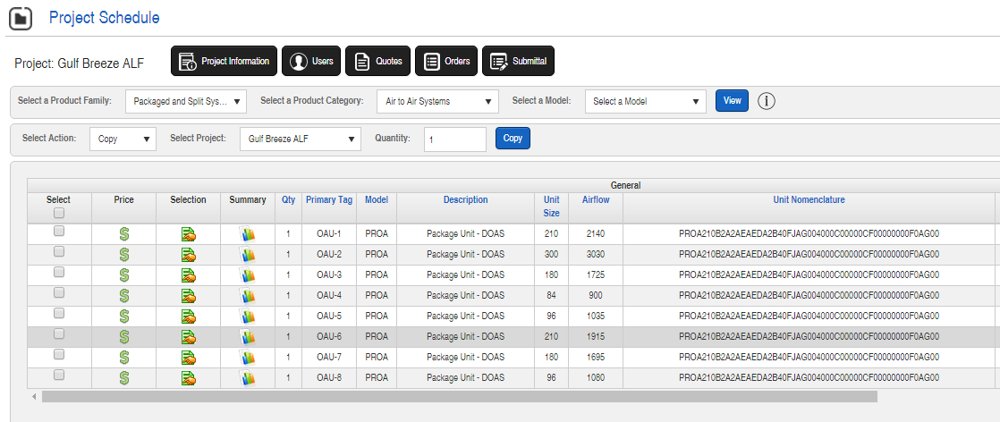 Project Schedule
Project: Gulf Breeze ALF
Project Information
Users
Quotes
Orders
Submittal
Select a Product Family: Packaged and Split Sys... Select a Product Category: Air to Air Systems Select a Model: Select a Model View
Select Action: Copy Select Project: Gulf Breeze ALF Quantity: 1 Copy
General
Select Price Selection Summary Qty Primary Tag Model Description Unit Size Airflow Unit Nomenclature
$ 1 OAU-1 PROA Package Unit - DOAS 210 2140 PROA210B2A2AEAEDA2B40FJAG004000C00000CF00000000F0AG00
$ 1 OAU-2 PROA Package Unit - DOAS 300 3030 PROA210B2A2AEAEDA2B40FJAG004000C00000CF00000000F0AG00
$ 1 OAU-3 PROA Package Unit - DOAS 180 1725 PROA210B2A2AEAEDA2B40FJAG004000C00000CF00000000F0AG00
$ 1 OAU-4 PROA Package Unit - DOAS 84 900 PROA210B2A2AEAEDA2B40FJAG004000C00000CF00000000F0AG00
$ 1 OAU-5 PROA Package Unit - DOAS 96 1035 PROA210B2A2AEAEDA2B40FJAG004000C00000CF00000000F0AG00
$ 1 OAU-6 PROA Package Unit - DOAS 210 1915 PROA210B2A2AEAEDA2B40FJAG004000C00000CF00000000F0AG00
$ 1 OAU-7 PROA Package Unit - DOAS 180 1695 PROA210B2A2AEAEDA2B40FJAG004000C00000CF00000000F0AG00
$ 1 OAU-8 PROA Package Unit - DOAS 96 1080 PROA210B2A2AEAEDA2B40FJAG004000C00000CF00000000F0AG00